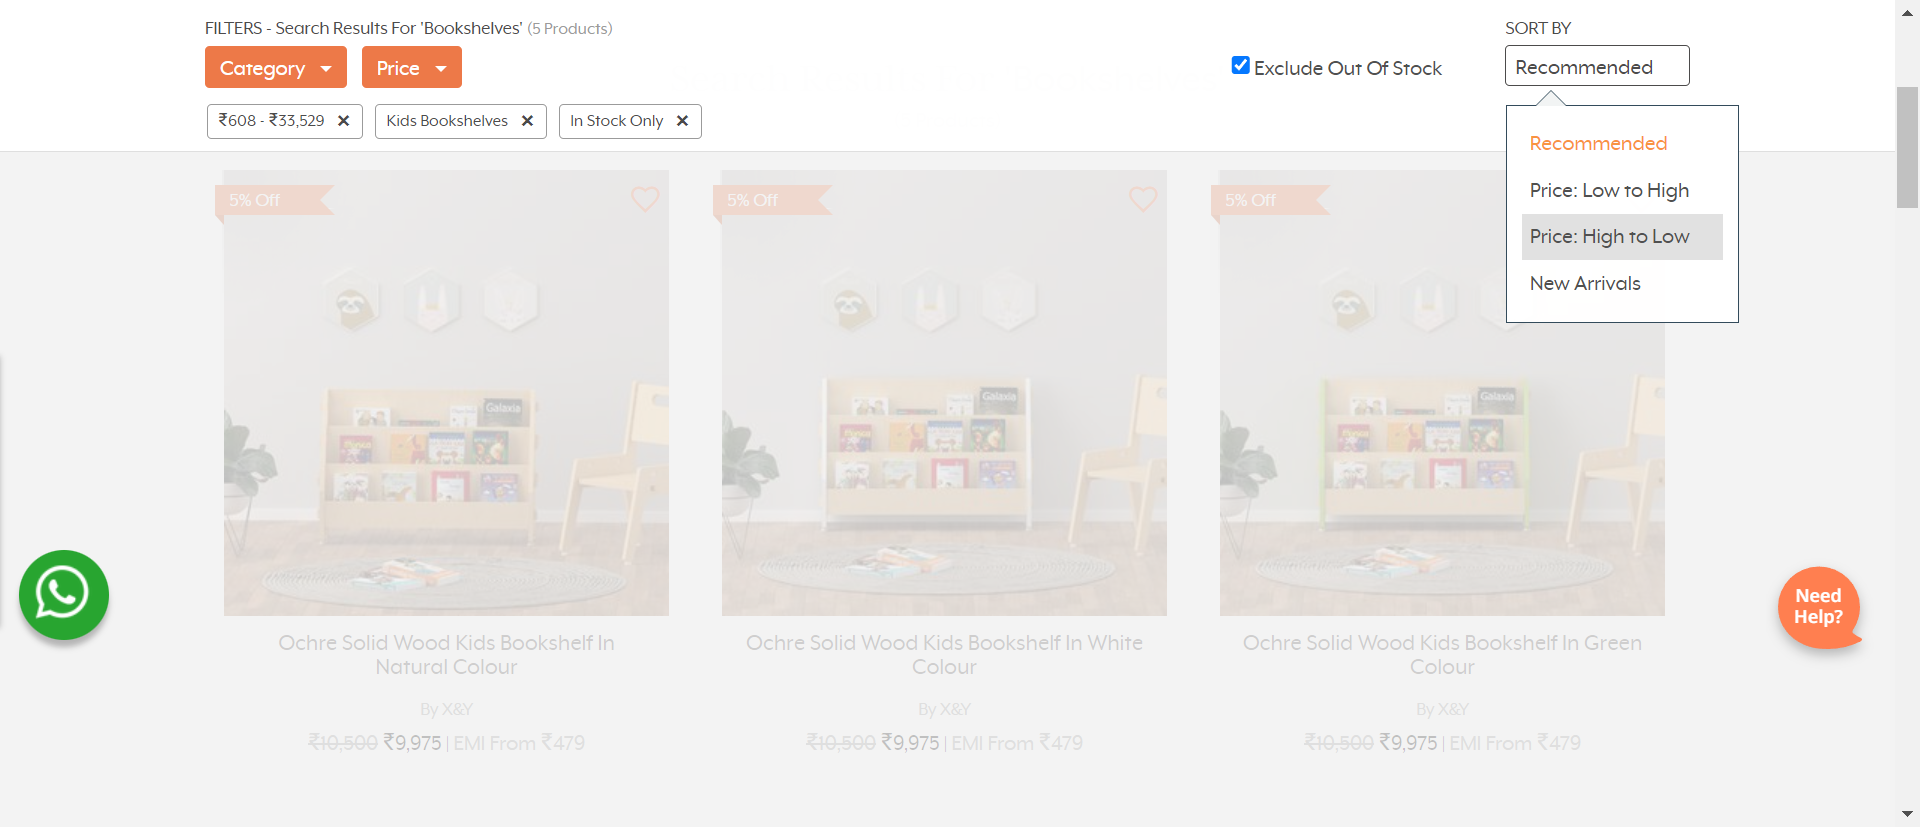 FILTERS - Search Results For 'Bookshelves' (5 Products)
SORT BY
Category
Price
Exclude Out Of Stock
Recommended
₹608 - ₹33,529 ✕
Kids Bookshelves ✕
In Stock Only ✕
Recommended
Price: Low to High
Price: High to Low
New Arrivals
5% Off
5% Off
5% Off
Galaxia
Galaxia
Galaxia
Need
Help?
Ochre Solid Wood Kids Bookshelf In
Natural Colour
By X&Y
₹10,500 ₹9,975 | EMI From ₹479
Ochre Solid Wood Kids Bookshelf In White
Colour
By X&Y
₹10,500 ₹9,975 | EMI From ₹479
Ochre Solid Wood Kids Bookshelf In Green
Colour
By X&Y
₹10,500 ₹9,975 | EMI From ₹479